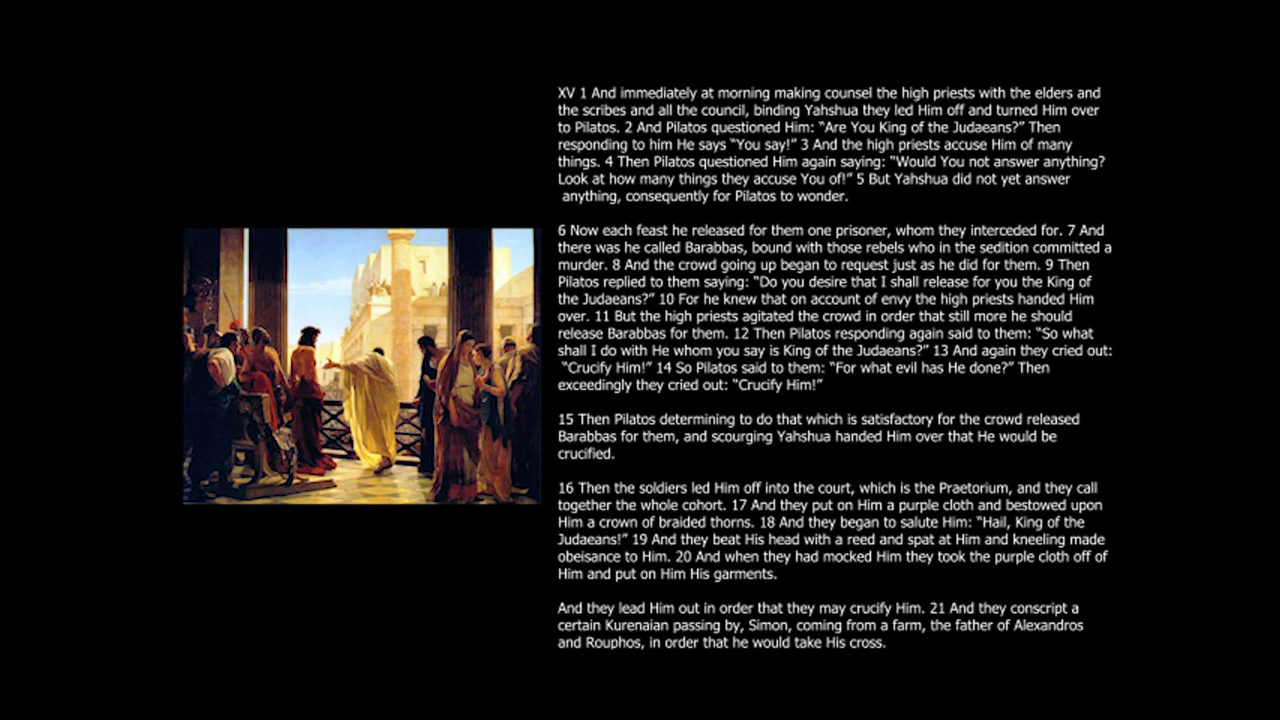 XV 1 And immediately at morning making counsel the high priests with the elders and
the scribes and all the council, binding Yahshua they led Him off and turned Him over
to Pilatos. 2 And Pilatos questioned Him: “Are You King of the Judaeans?” Then
responding to him He says “You say!” 3 And the high priests accuse Him of many
things. 4 Then Pilatos questioned Him again saying: “Would You not answer anything?
Look at how many things they accuse You of!” 5 But Yahshua did not yet answer
anything, consequently for Pilatos to wonder.
6 Now each feast he released for them one prisoner, whom they interceded for. 7 And
there was he called Barabbas, bound with those rebels who in the sedition committed a
murder. 8 And the crowd going up began to request just as he did for them. 9 Then
Pilatos replied to them saying: “Do you desire that I shall release for you the King of
the Judaeans?” 10 For he knew that on account of envy the high priests handed Him
over. 11 But the high priests agitated the crowd in order that still more he should
release Barabbas for them. 12 Then Pilatos responding again said to them: “So what
shall I do with He whom you say is King of the Judaeans?” 13 And again they cried out:
“Crucify Him!” 14 So Pilatos said to them: “For what evil has He done?” Then
exceedingly they cried out: “Crucify Him!”
15 Then Pilatos determining to do that which is satisfactory for the crowd released
Barabbas for them, and scourging Yahshua handed Him over that He would be
crucified.
16 Then the soldiers led Him off into the court, which is the Praetorium, and they call
together the whole cohort. 17 And they put on Him a purple cloth and bestowed upon
Him a crown of braided thorns. 18 And they began to salute Him: “Hail, King of the
Judaeans!” 19 And they beat His head with a reed and spat at Him and kneeling made
obeisance to Him. 20 And when they had mocked Him they took the purple cloth off of
Him and put on Him His garments.
And they lead Him out in order that they may crucify Him. 21 And they conscript a
certain Kurenaian passing by, Simon, coming from a farm, the father of Alexandros
and Rouphos, in order that he would take His cross.